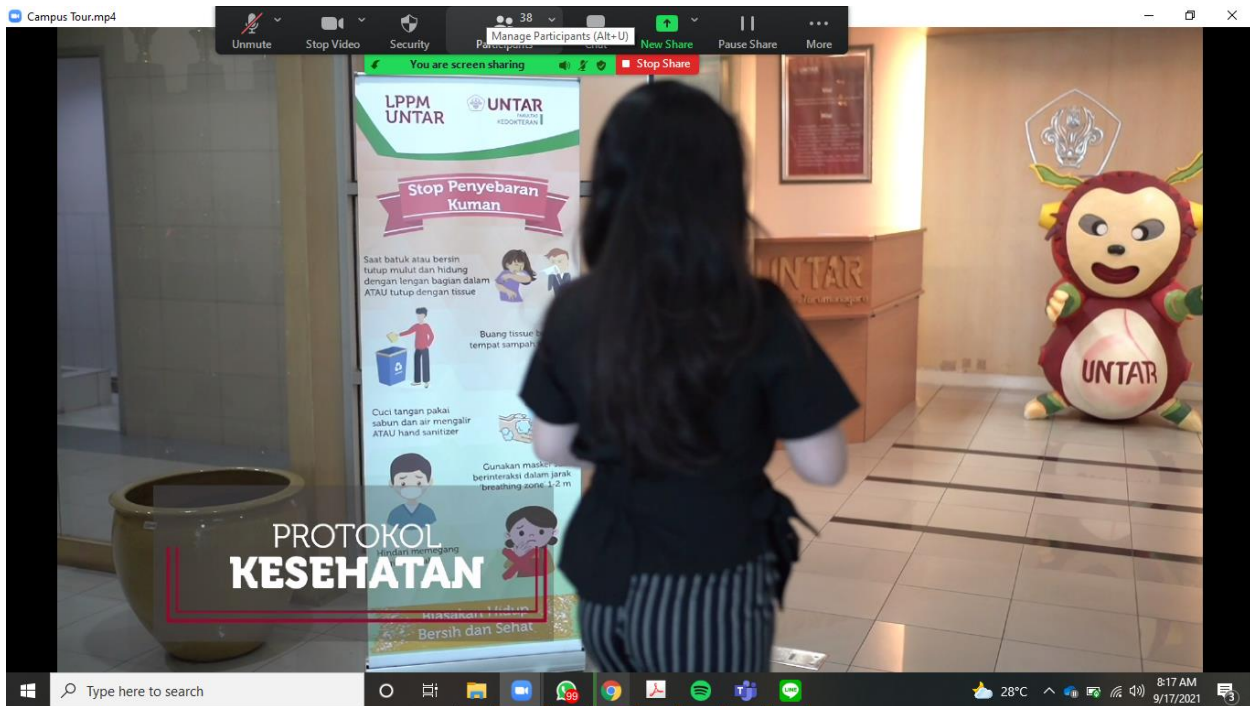 Campus Tour.mp4
Unmute
Stop Video
Security
38
Manage Participants (Alt+U)
New Share
Pause Share
More
You are screen sharing
Stop Share
LPPM
UNTAR
UNTAR
FAKULTAS
KEDOKTERAN
Stop Penyebaran
Kuman
Saat batuk atau bersin
tutup mulut dan hidung
dengan lengan bagian dalam
ATAU tutup dengan tissue
Buang tissue
tempat sampah
Cuci tangan pakai
sabun dan air mengalir
ATAU hand sanitizer
Gunakan masker
berinteraksi dalam jarak
'breathing zone' 1-2 m
Hindari memegang
Biasakan Hidup
Bersih dan Sehat
PROTOKOL
KESEHATAN
UNTAR
UNTAR
Type here to search
99
28°C
8:17 AM
9/17/2021
3